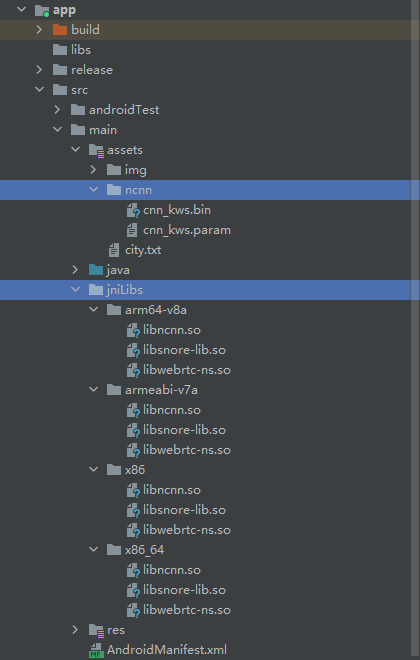 app
build
libs
release
src
androidTest
main
assets
img
ncnn
cnn_kws.bin
cnn_kws.param
city.txt
java
jniLibs
arm64-v8a
libncnn.so
libsnore-lib.so
libwebrtc-ns.so
armeabi-v7a
libncnn.so
libsnore-lib.so
libwebrtc-ns.so
x86
libncnn.so
libsnore-lib.so
libwebrtc-ns.so
x86_64
libncnn.so
libsnore-lib.so
libwebrtc-ns.so
res
AndroidManifest.xml